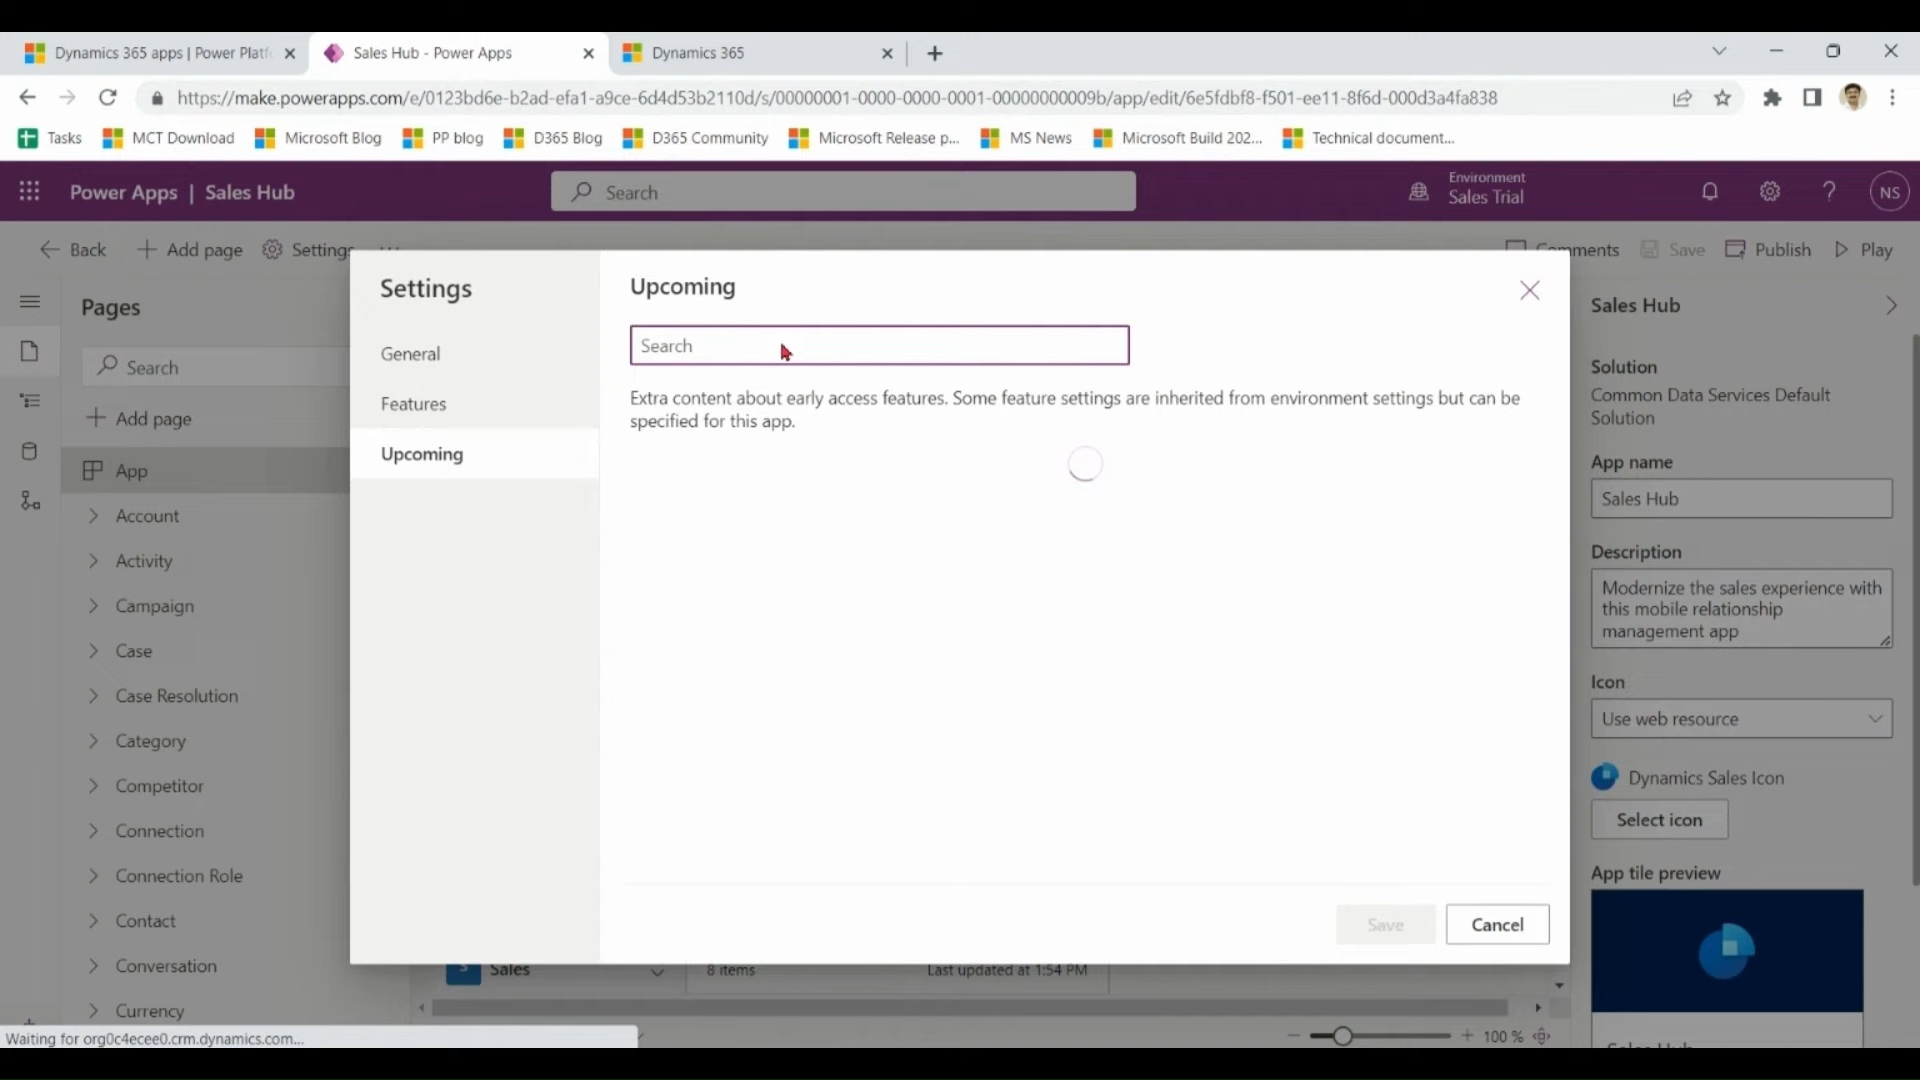 Dynamics 365 apps | Power Platf
Sales Hub - Power Apps
Dynamics 365
https://make.powerapps.com/e/0123bd6e-b2ad-efa1-a9ce-6d4d53b2110d/s/00000001-0000-0000-0001-00000000009b/app/edit/6e5fdbf8-f501-ee11-8f6d-000d3a4fa838
Tasks
MCT Download
Microsoft Blog
PP blog
D365 Blog
D365 Community
Microsoft Release p...
MS News
Microsoft Build 202...
Technical document...
Power Apps | Sales Hub
Search
Environment
Sales Trial
NS
Back
Add page
Settings
Comments
Save
Publish
Play
Pages
Search
Add page
App
Account
Activity
Campaign
Case
Case Resolution
Category
Competitor
Connection
Connection Role
Contact
Conversation
Currency
Settings
General
Features
Upcoming
Upcoming
Search
Extra content about early access features. Some feature settings are inherited from environment settings but can be
specified for this app.
Save
Cancel
S
Sales
8 items
Last updated at 1:54 PM
100 %
Sales Hub
Solution
Common Data Services Default
Solution
App name
Sales Hub
Description
Modernize the sales experience with
this mobile relationship
management app
Icon
Use web resource
Dynamics Sales Icon
Select icon
App tile preview
Sales Hub
Waiting for org0c4ecee0.crm.dynamics.com...